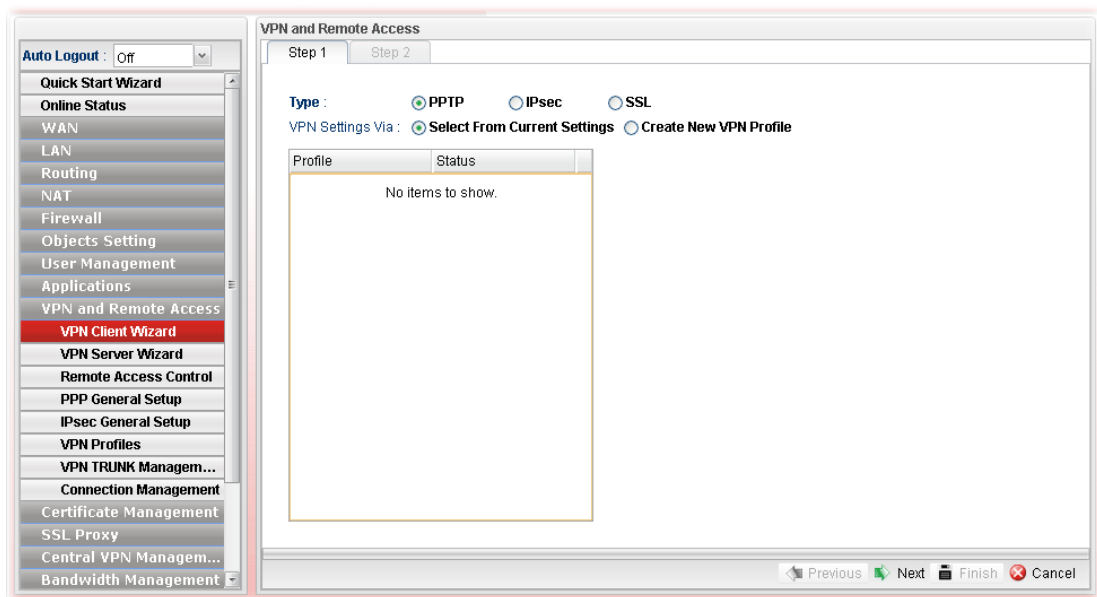 Auto Logout : Off
Quick Start Wizard
Online Status
WAN
LAN
Routing
NAT
Firewall
Objects Setting
User Management
Applications
VPN and Remote Access
VPN Client Wizard
VPN Server Wizard
Remote Access Control
PPP General Setup
IPsec General Setup
VPN Profiles
VPN TRUNK Managem...
Connection Management
Certificate Management
SSL Proxy
Central VPN Managem...
Bandwidth Management
VPN and Remote Access
Step 1 Step 2
Type : PPTP IPsec SSL
VPN Settings Via : Select From Current Settings Create New VPN Profile
Profile Status
No items to show.
Previous Next Finish Cancel